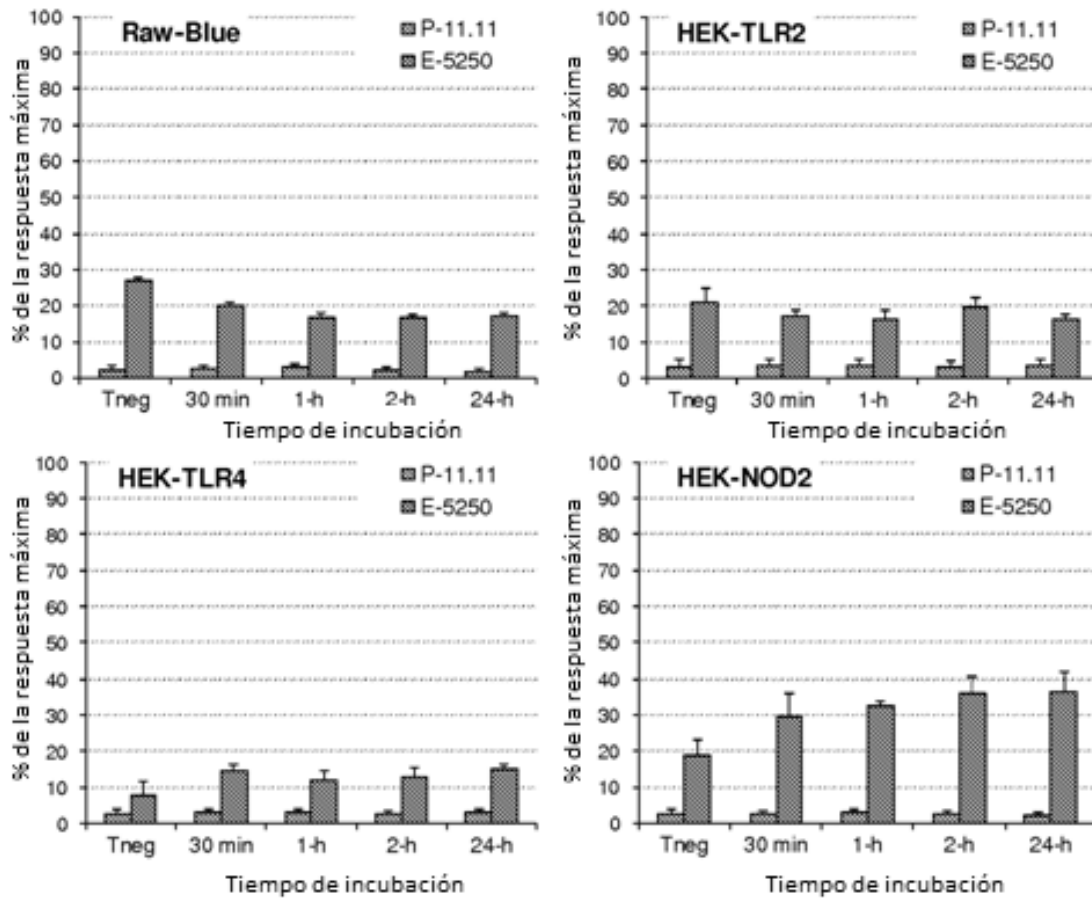 Raw-Blue
P-11.11
E-5250
% de la respuesta máxima
100
90
80
70
60
50
40
30
20
10
0
Tneg 30 min 1-h 2-h 24-h
Tiempo de incubación
HEK-TLR2
P-11.11
E-5250
% de la respuesta máxima
100
90
80
70
60
50
40
30
20
10
0
Tneg 30 min 1-h 2-h 24-h
Tiempo de incubación
HEK-TLR4
P-11.11
E-5250
% de la respuesta máxima
100
90
80
70
60
50
40
30
20
10
0
Tneg 30 min 1-h 2-h 24-h
Tiempo de incubación
HEK-NOD2
P-11.11
E-5250
% de la respuesta máxima
100
90
80
70
60
50
40
30
20
10
0
Tneg 30 min 1-h 2-h 24-h
Tiempo de incubación